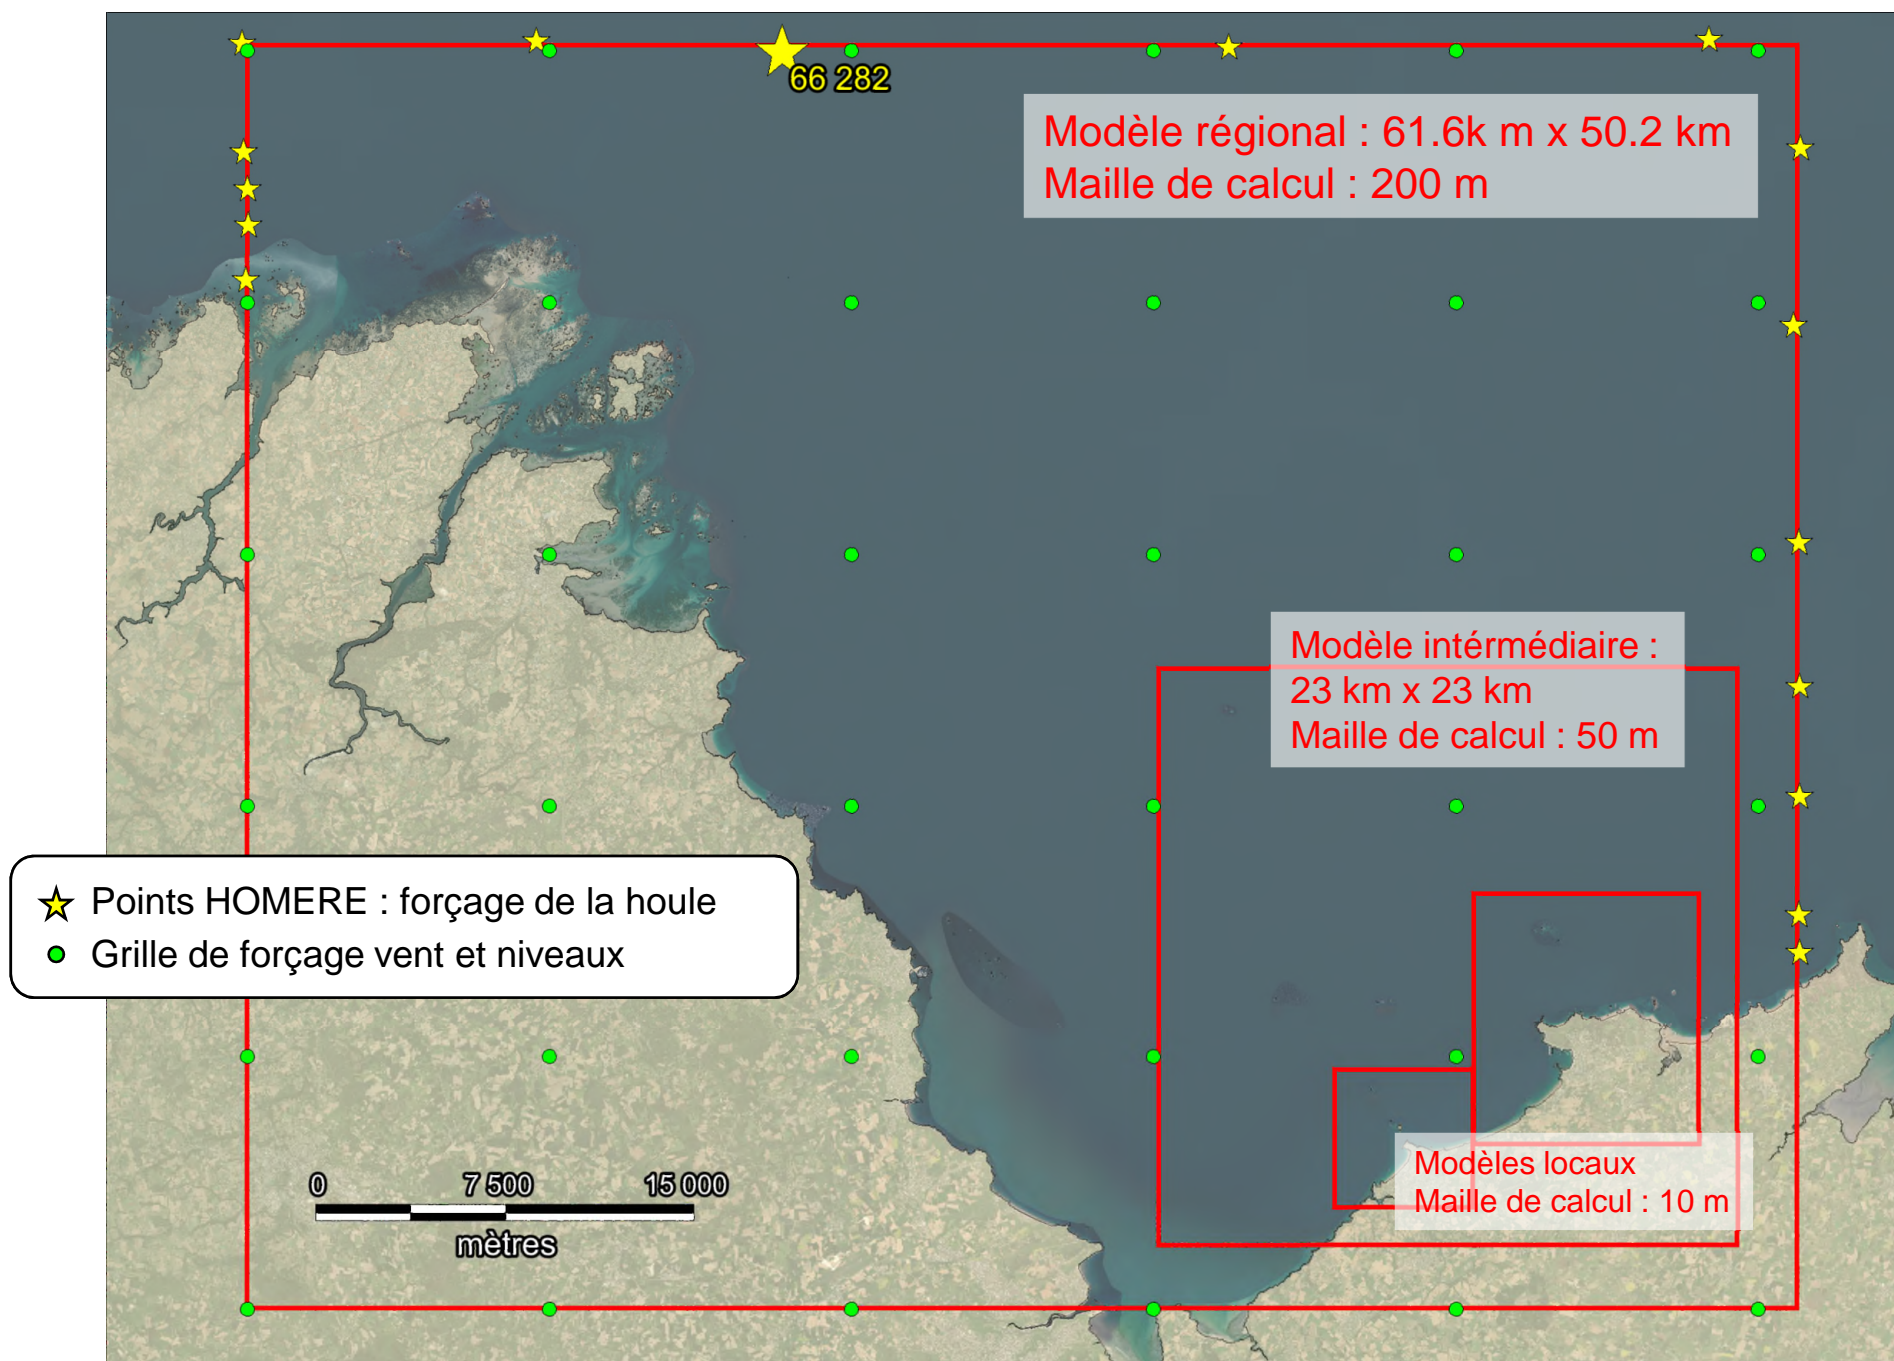 66 282
Modèle régional : 61.6k m x 50.2 km
Maille de calcul : 200 m
Modèle intérmédiaire :
23 km x 23 km
Maille de calcul : 50 m
Points HOMERE : forçage de la houle
Grille de forçage vent et niveaux
Modèles locaux
Maille de calcul : 10 m
0 7 500 15 000
mètres